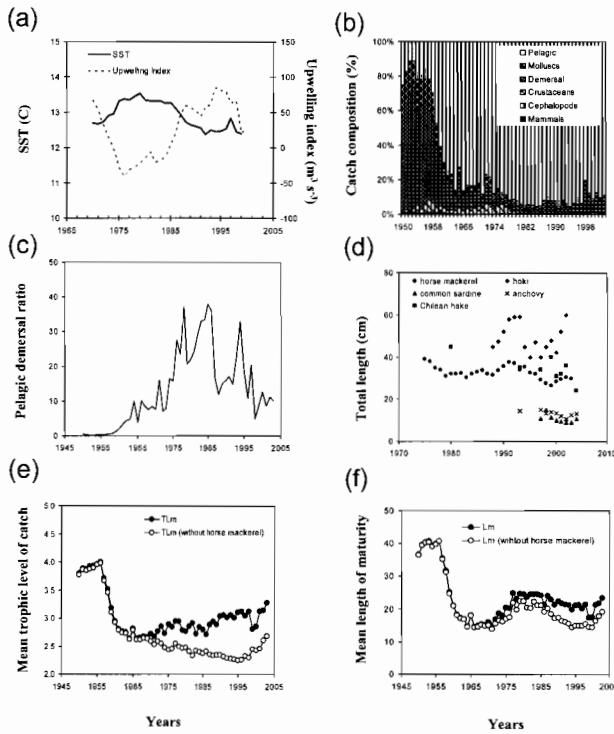 (a)
15
14
13
12
11
10
SST (C)
SST
Upwelling Index
150
100
50
0
-50
-100
Upwelling index (m³ s⁻³)
1965 1975 1985 1995 2005
(b)
100%
80%
60%
40%
20%
0%
Catch composition (%)
Pelagic
Molluscs
Demersal
Crustaceans
Cephalopods
Mammals
1950 1958 1966 1974 1982 1990 1998
(c)
50
40
30
20
10
0
Pelagic demersal ratio
1945 1955 1965 1975 1985 1995 2005
(d)
80
60
40
20
0
Total length (cm)
horse mackerel
hoki
common sardine
anchovy
Chilean hake
1970 1980 1990 2000 2010
(e)
5.0
4.5
4.0
3.5
3.0
2.5
2.0
Mean trophic level of catch
TLm
TLm (without horse mackerel)
1945 1955 1965 1975 1985 1995 2005
Years
(f)
50
40
30
20
10
0
Mean length of maturity
Lm
Lm (without horse mackerel)
1945 1955 1965 1975 1985 1995 200
Years